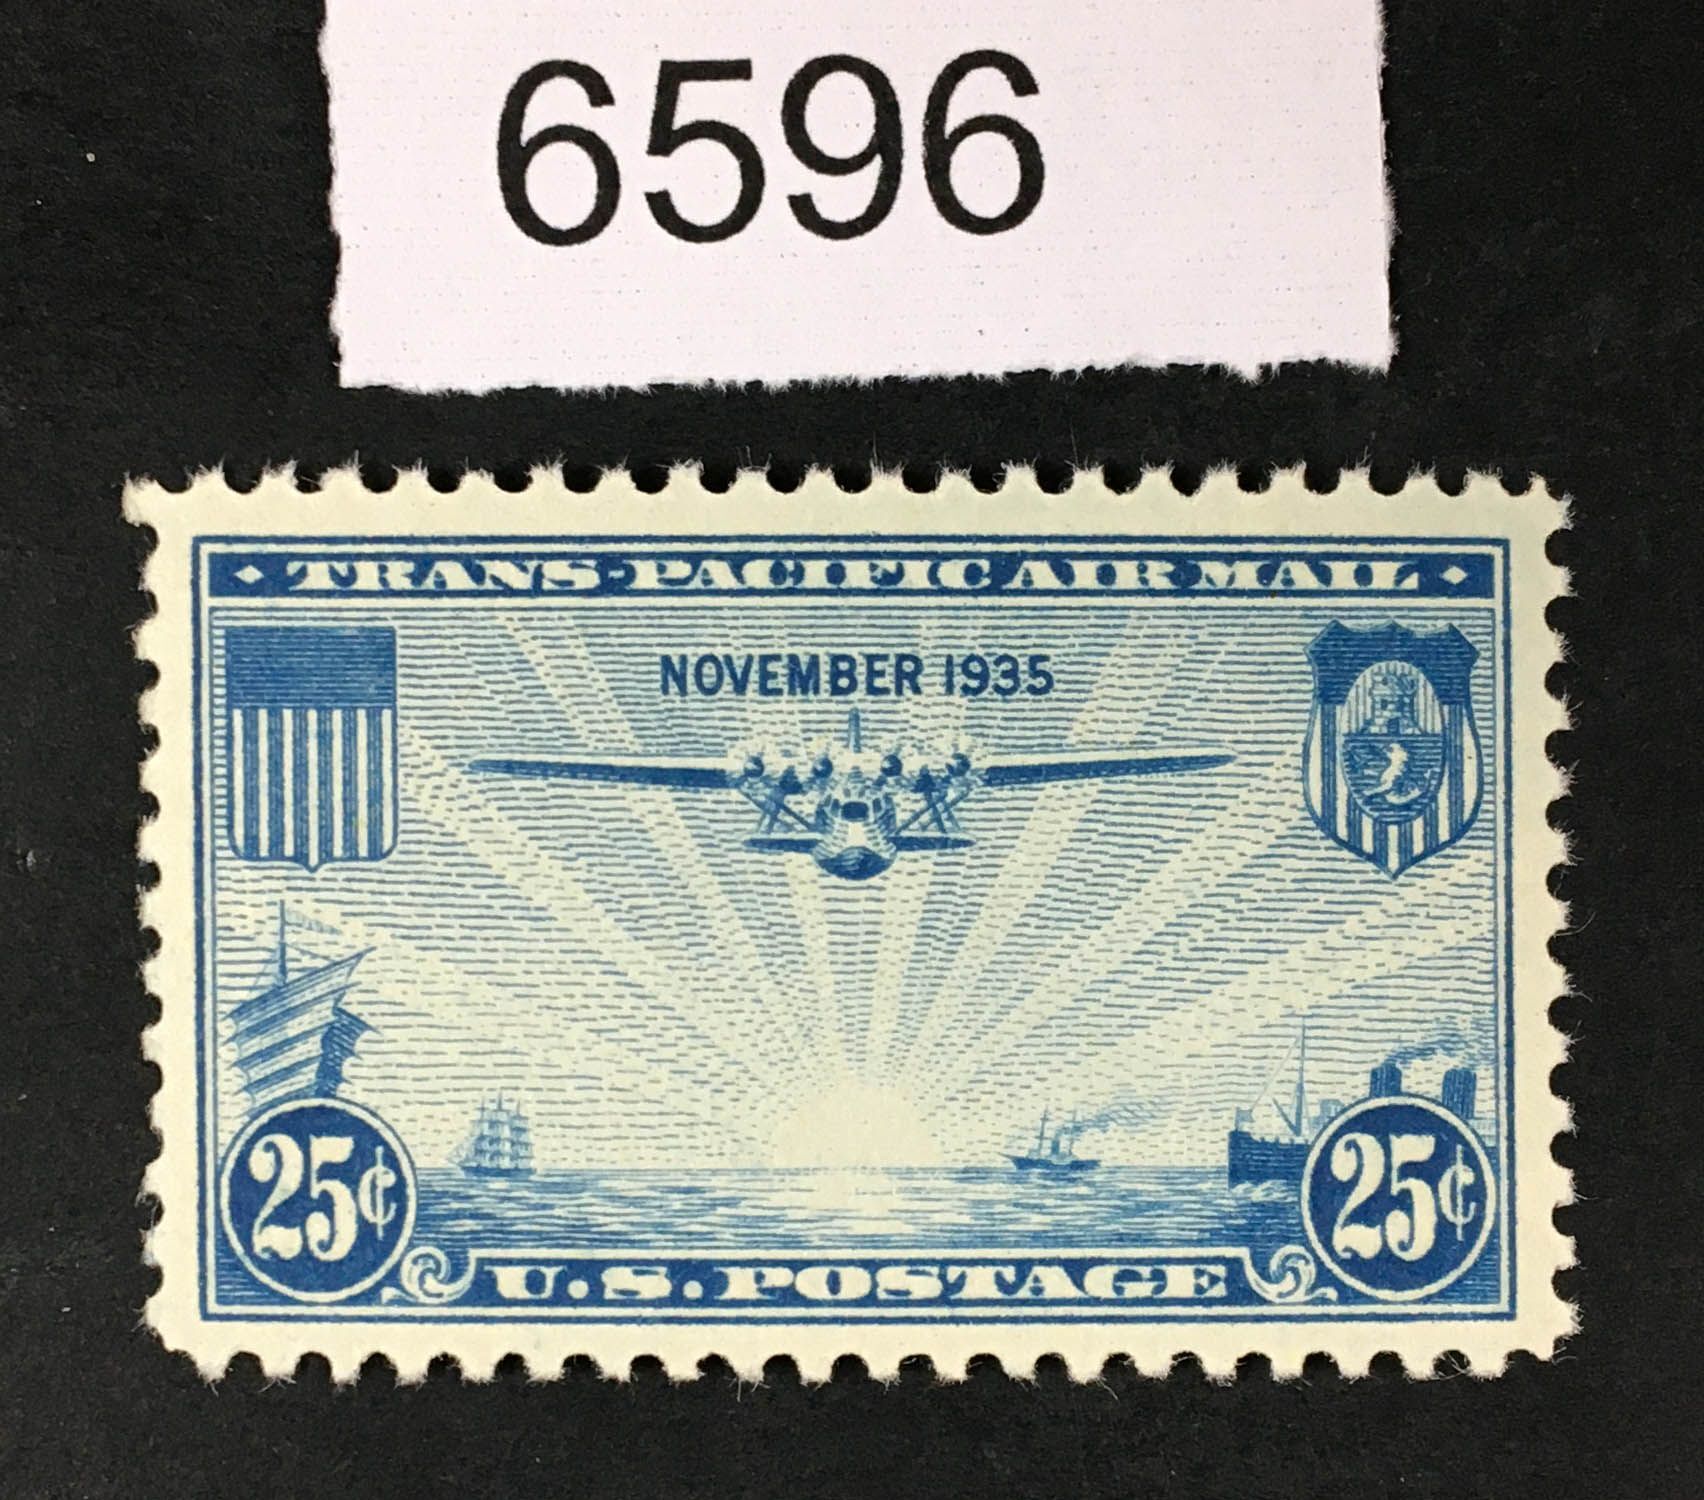 6596
TRANS-PACIFIC AIR MAIL
NOVEMBER 1935
25¢ 25¢
U.S. POSTAGE